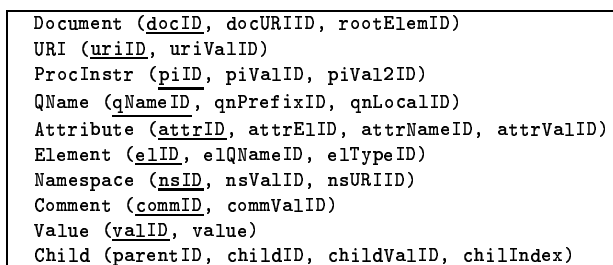 Document (docID, docURIID, rootElemID)
URI (uriID, uriValID)
ProcInstr (piID, piValID, piVal2ID)
QName (qNameID, qnPrefixID, qnLocalID)
Attribute (attrID, attrElID, attrNameID, attrValID)
Element (elID, elQNameID, elTypeID)
Namespace (nsID, nsValID, nsURIID)
Comment (commID, commValID)
Value (valID, value)
Child (parentID, childID, childValID, chilIndex)